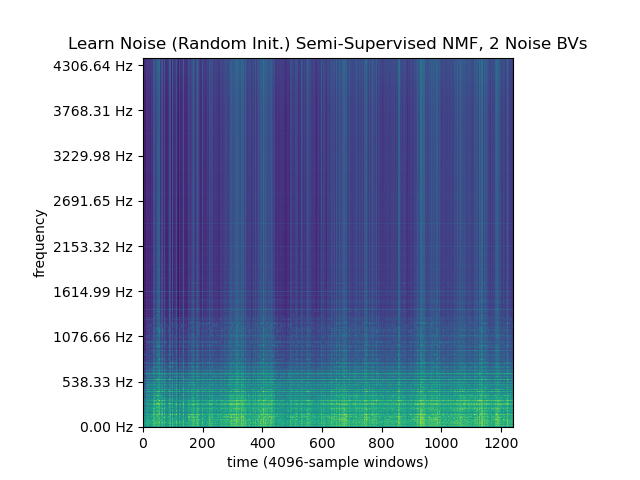 Learn Noise (Random Init.) Semi-Supervised NMF, 2 Noise BVs
4306.64 Hz
3768.31 Hz
3229.98 Hz
2691.65 Hz
2153.32 Hz
1614.99 Hz
1076.66 Hz
538.33 Hz
0.00 Hz
frequency
0 200 400 600 800 1000 1200
time (4096-sample windows)